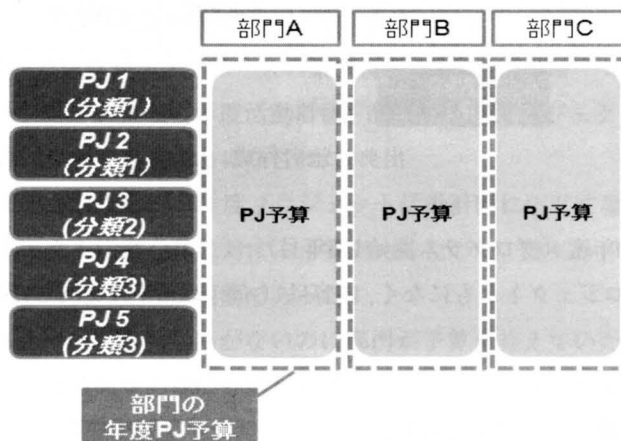 部門A 部門B 部門C
PJ 1
(分類1)
PJ 2
(分類1)
PJ 3
(分類2)
PJ 4
(分類3)
PJ 5
(分類3)
PJ予算 PJ予算 PJ予算
部門の
年度PJ予算